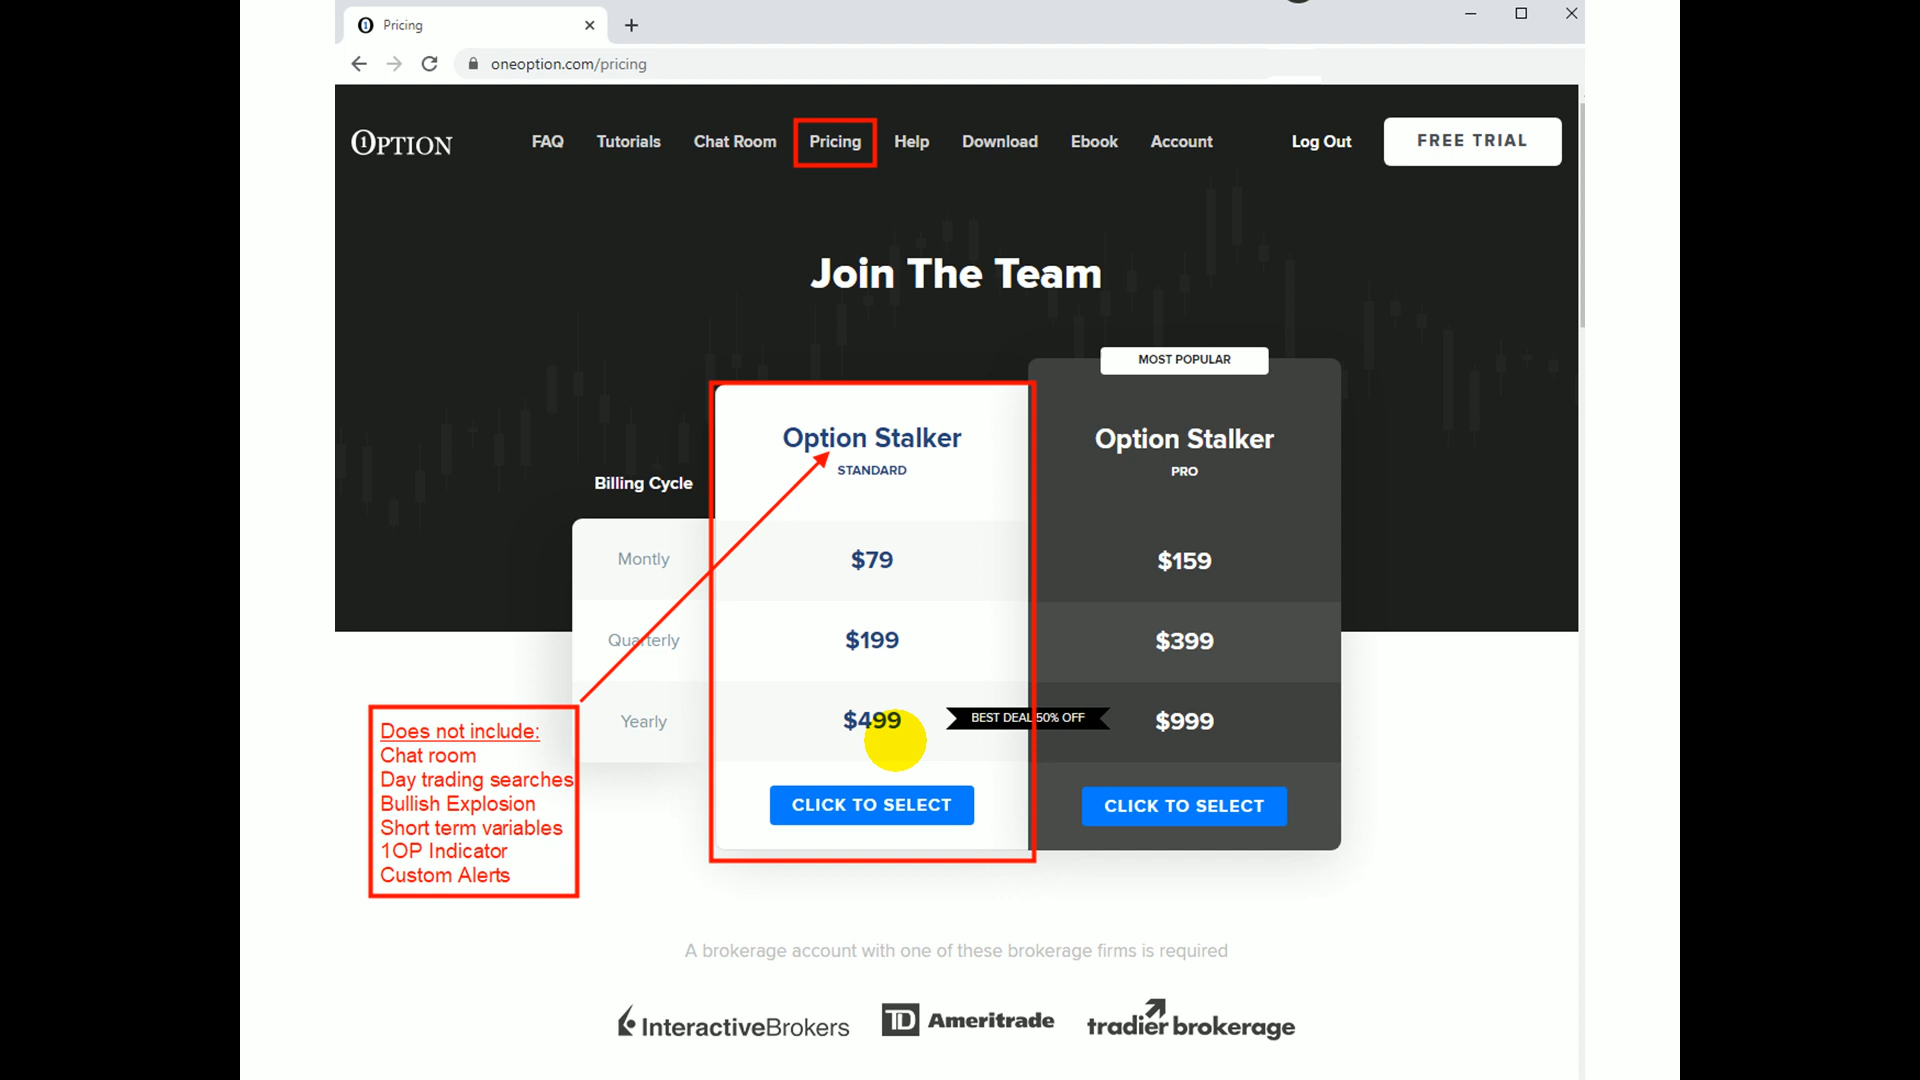 Pricing
oneoption.com/pricing
OPTION FAQ Tutorials Chat Room Pricing Help Download Ebook Account Log Out FREE TRIAL
Join The Team
MOST POPULAR
Option Stalker Option Stalker
STANDARD PRO
Billing Cycle
Montly $79 $159
Quarterly $199 $399
Yearly $499 BEST DEAL 50% OFF $999
CLICK TO SELECT CLICK TO SELECT
Does not include:
Chat room
Day trading searches
Bullish Explosion
Short term variables
1OP Indicator
Custom Alerts
A brokerage account with one of these brokerage firms is required
InteractiveBrokers TD Ameritrade tradier brokerage